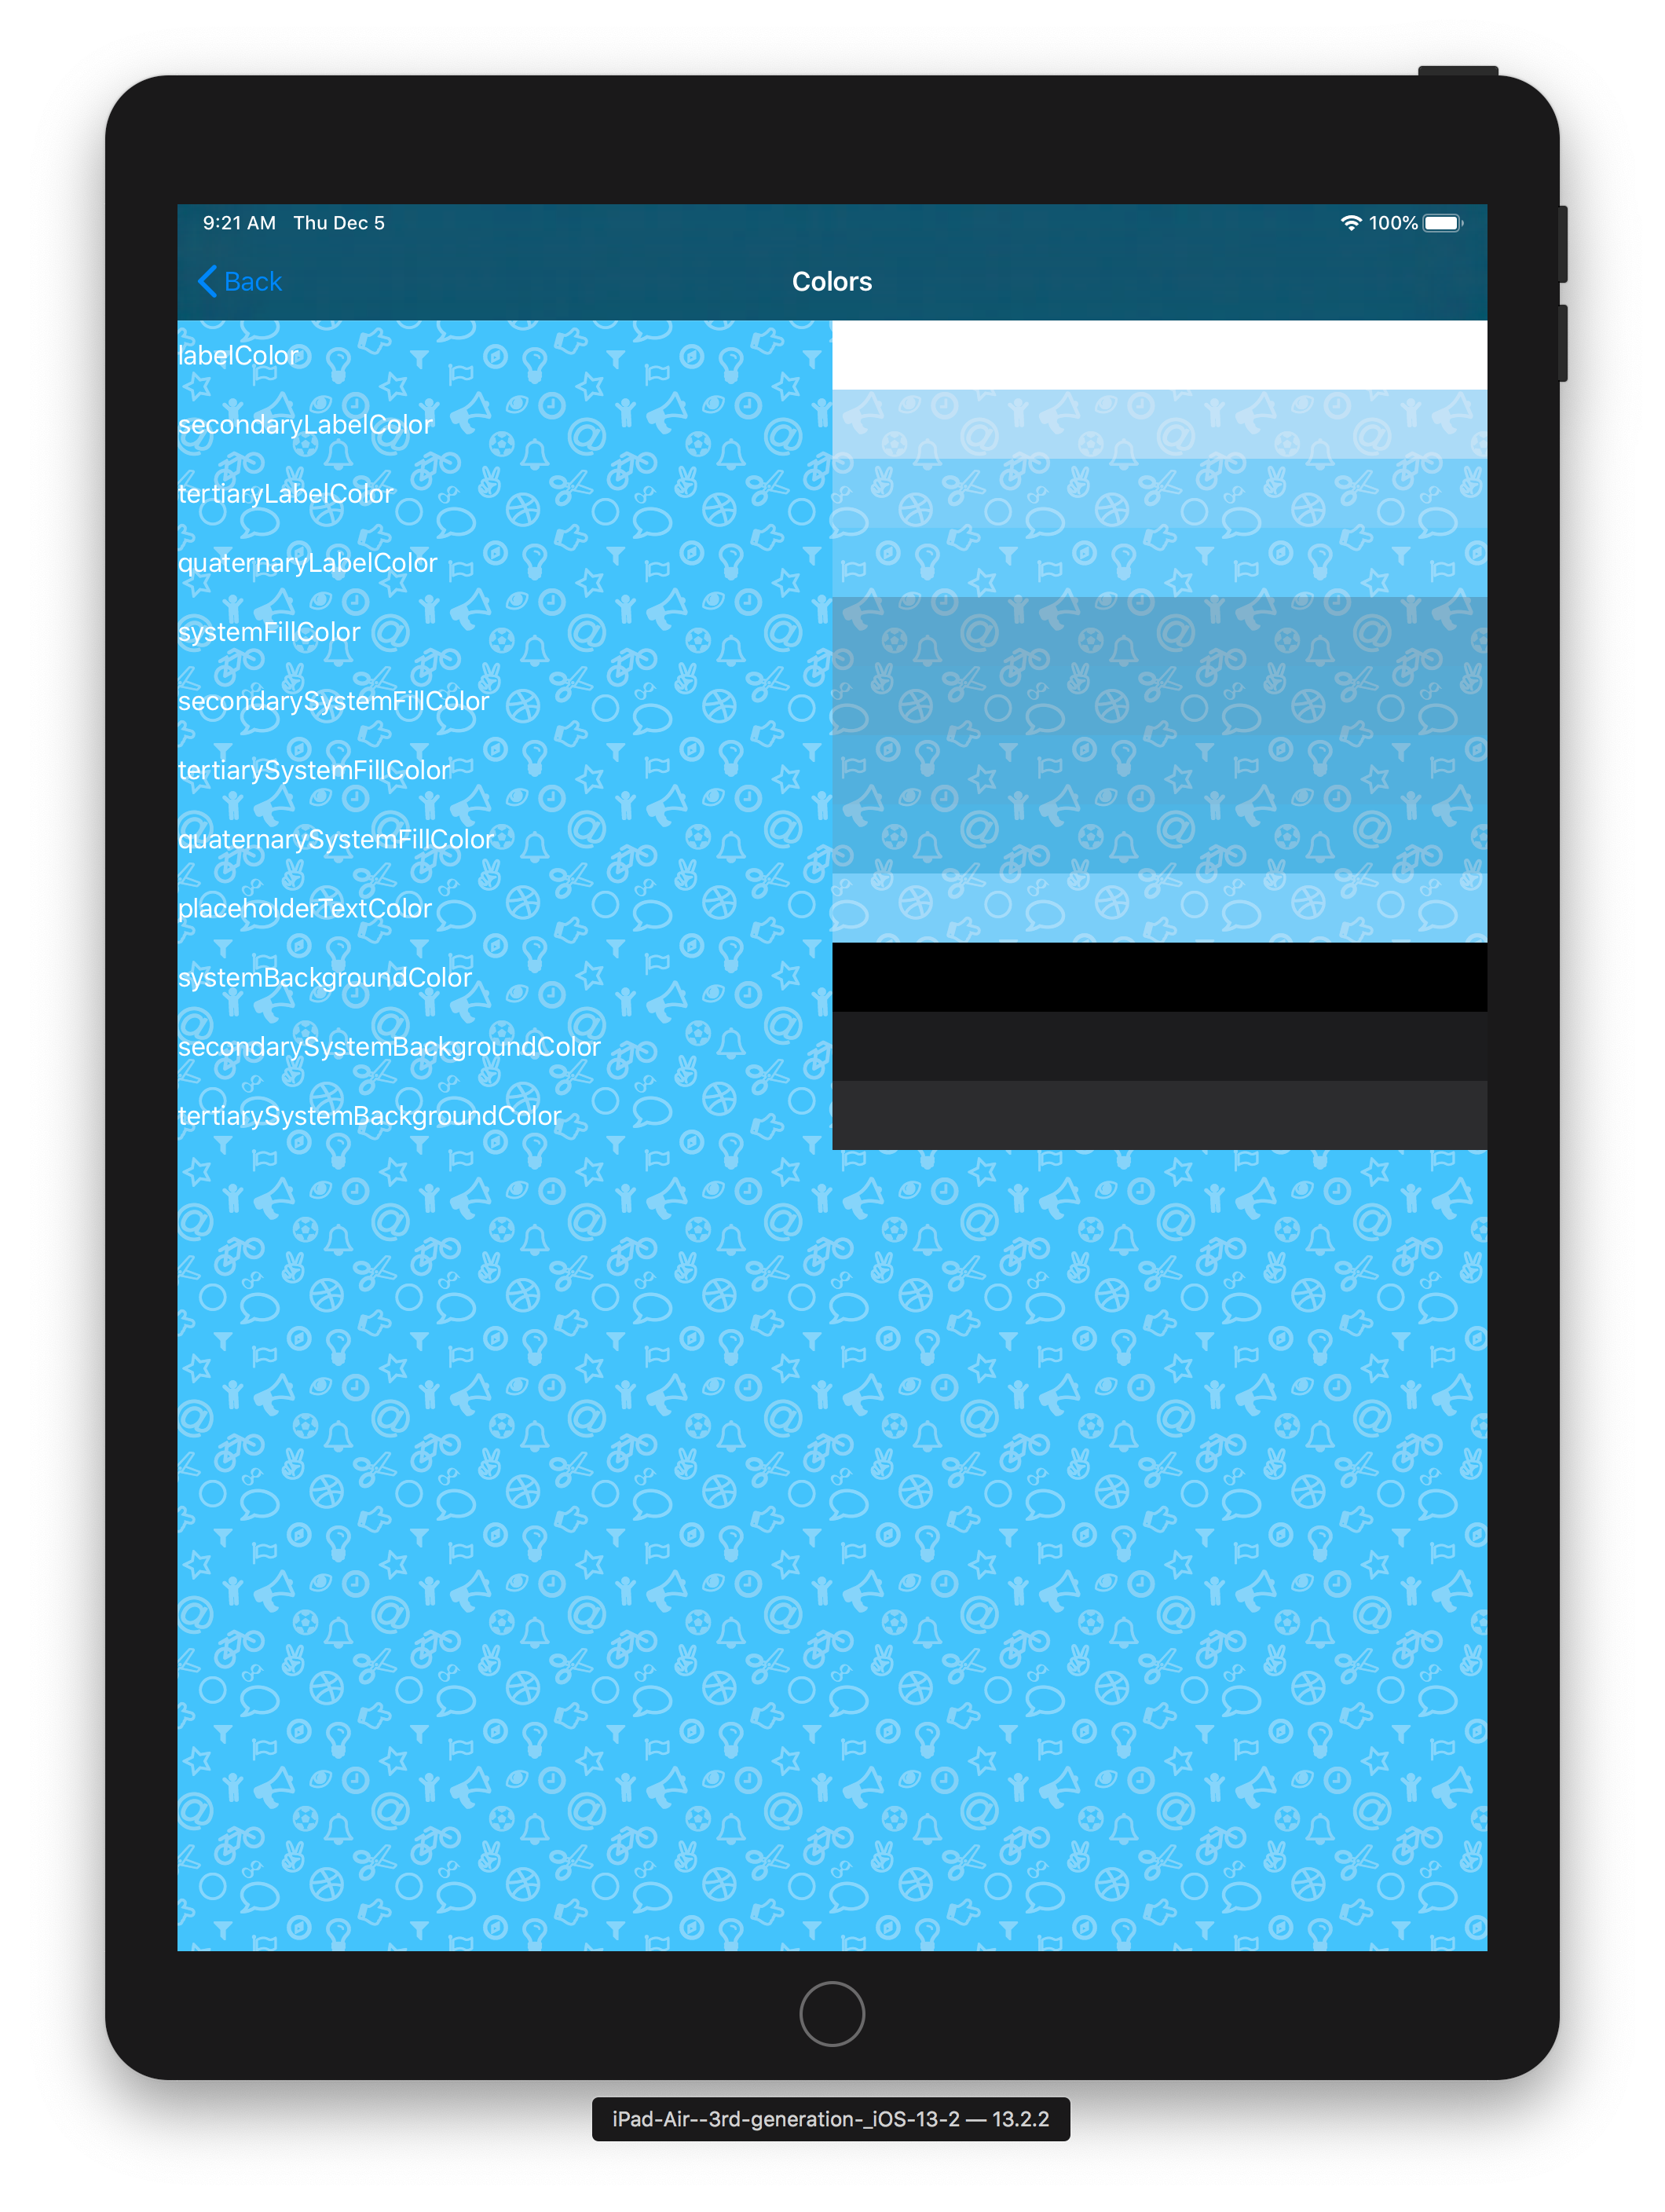 9:21 AM Thu Dec 5 100%
Back Colors
labelColor
secondaryLabelColor
tertiaryLabelColor
quaternaryLabelColor
systemFillColor
secondarySystemFillColor
tertiarySystemFillColor
quaternarySystemFillColor
placeholderTextColor
systemBackgroundColor
secondarySystemBackgroundColor
tertiarySystemBackgroundColor
iPad-Air--3rd-generation-_iOS-13-2 — 13.2.2